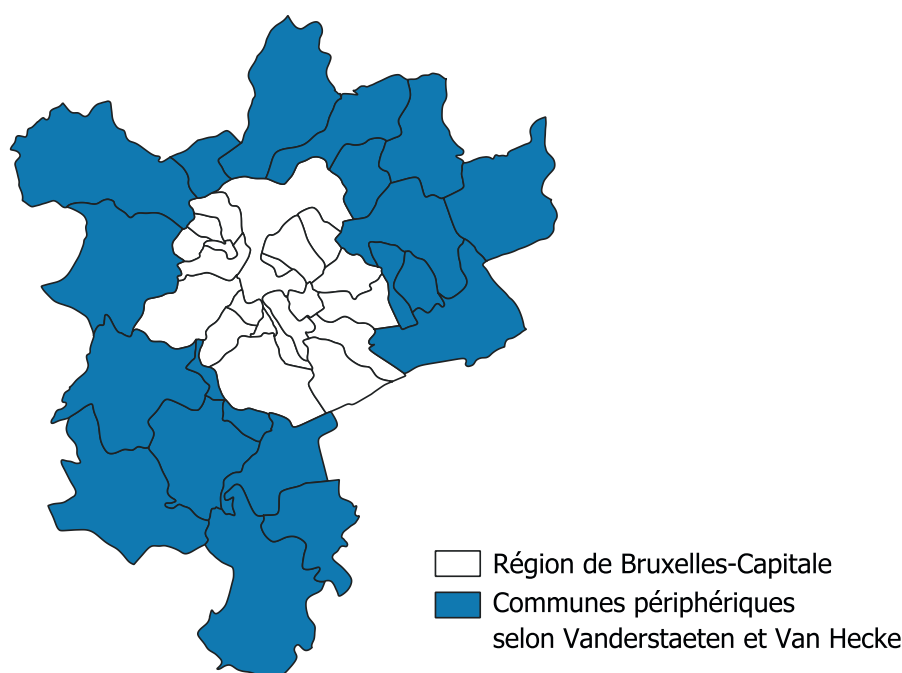 Région de Bruxelles-Capitale
Communes périphériques
selon Vanderstaeten et Van Hecke